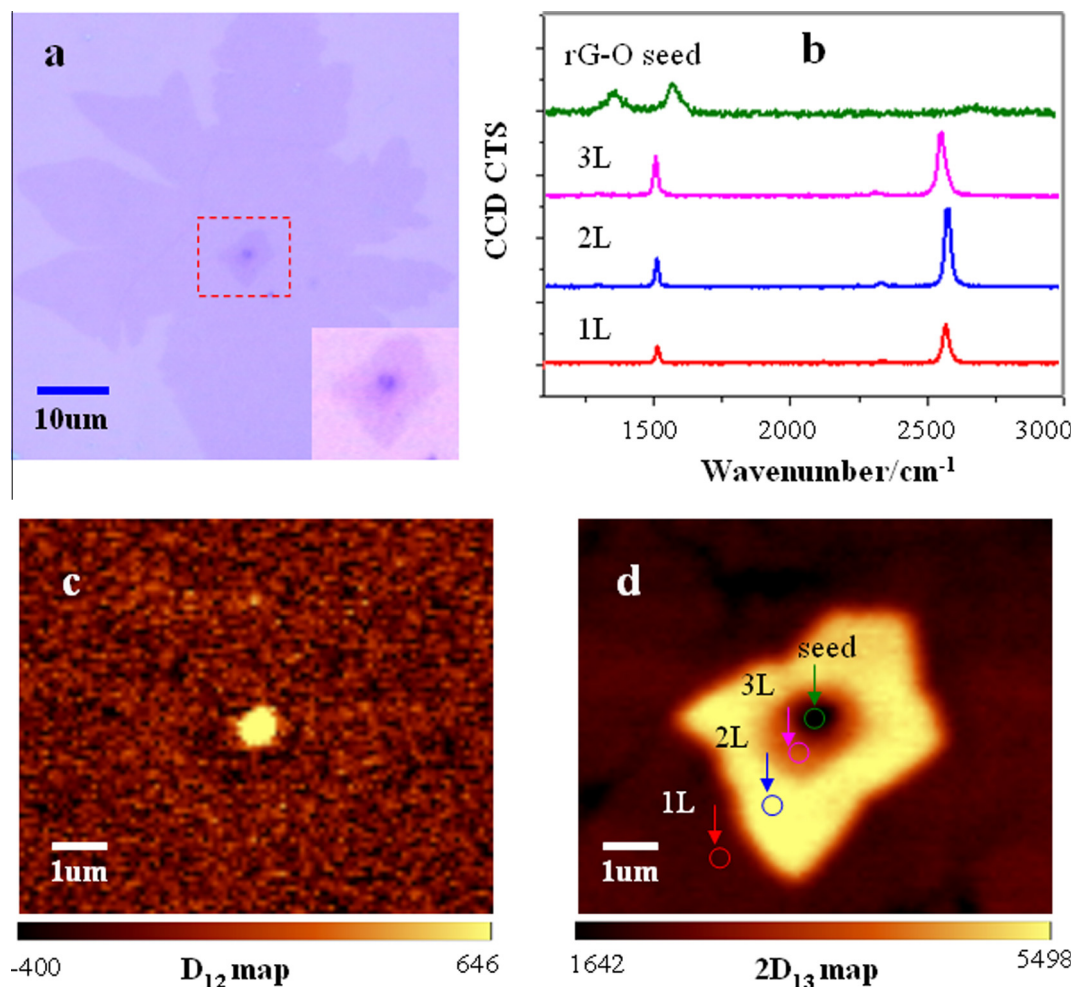 a
10um
b
rG-O seed
3L
2L
1L
CCD CTS
1500 2000 2500 3000
Wavenumber/cm⁻¹
c
1um
-400 646
D₁₂ map
d
seed
3L
2L
1L
1um
1642 5498
2D₁₃ map